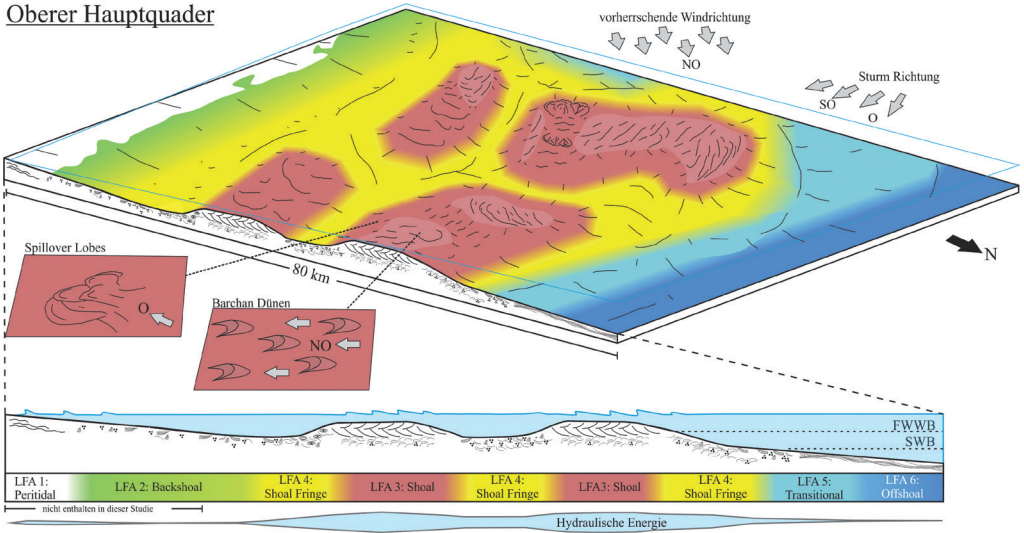 Oberer Hauptquader
vorherrschende Windrichtung
NO
Sturm Richtung
SO
O
N
80 km
Spillover Lobes
O
Barchan Dünen
NO
FWWB
SWB
LFA 1:
Peritidal
LFA 2: Backshoal
LFA 4:
Shoal Fringe
LFA 3: Shoal
LFA 4:
Shoal Fringe
LFA3: Shoal
LFA 4:
Shoal Fringe
LFA 5:
Transitional
LFA 6:
Offshoal
nicht enthalten in dieser Studie
Hydraulische Energie